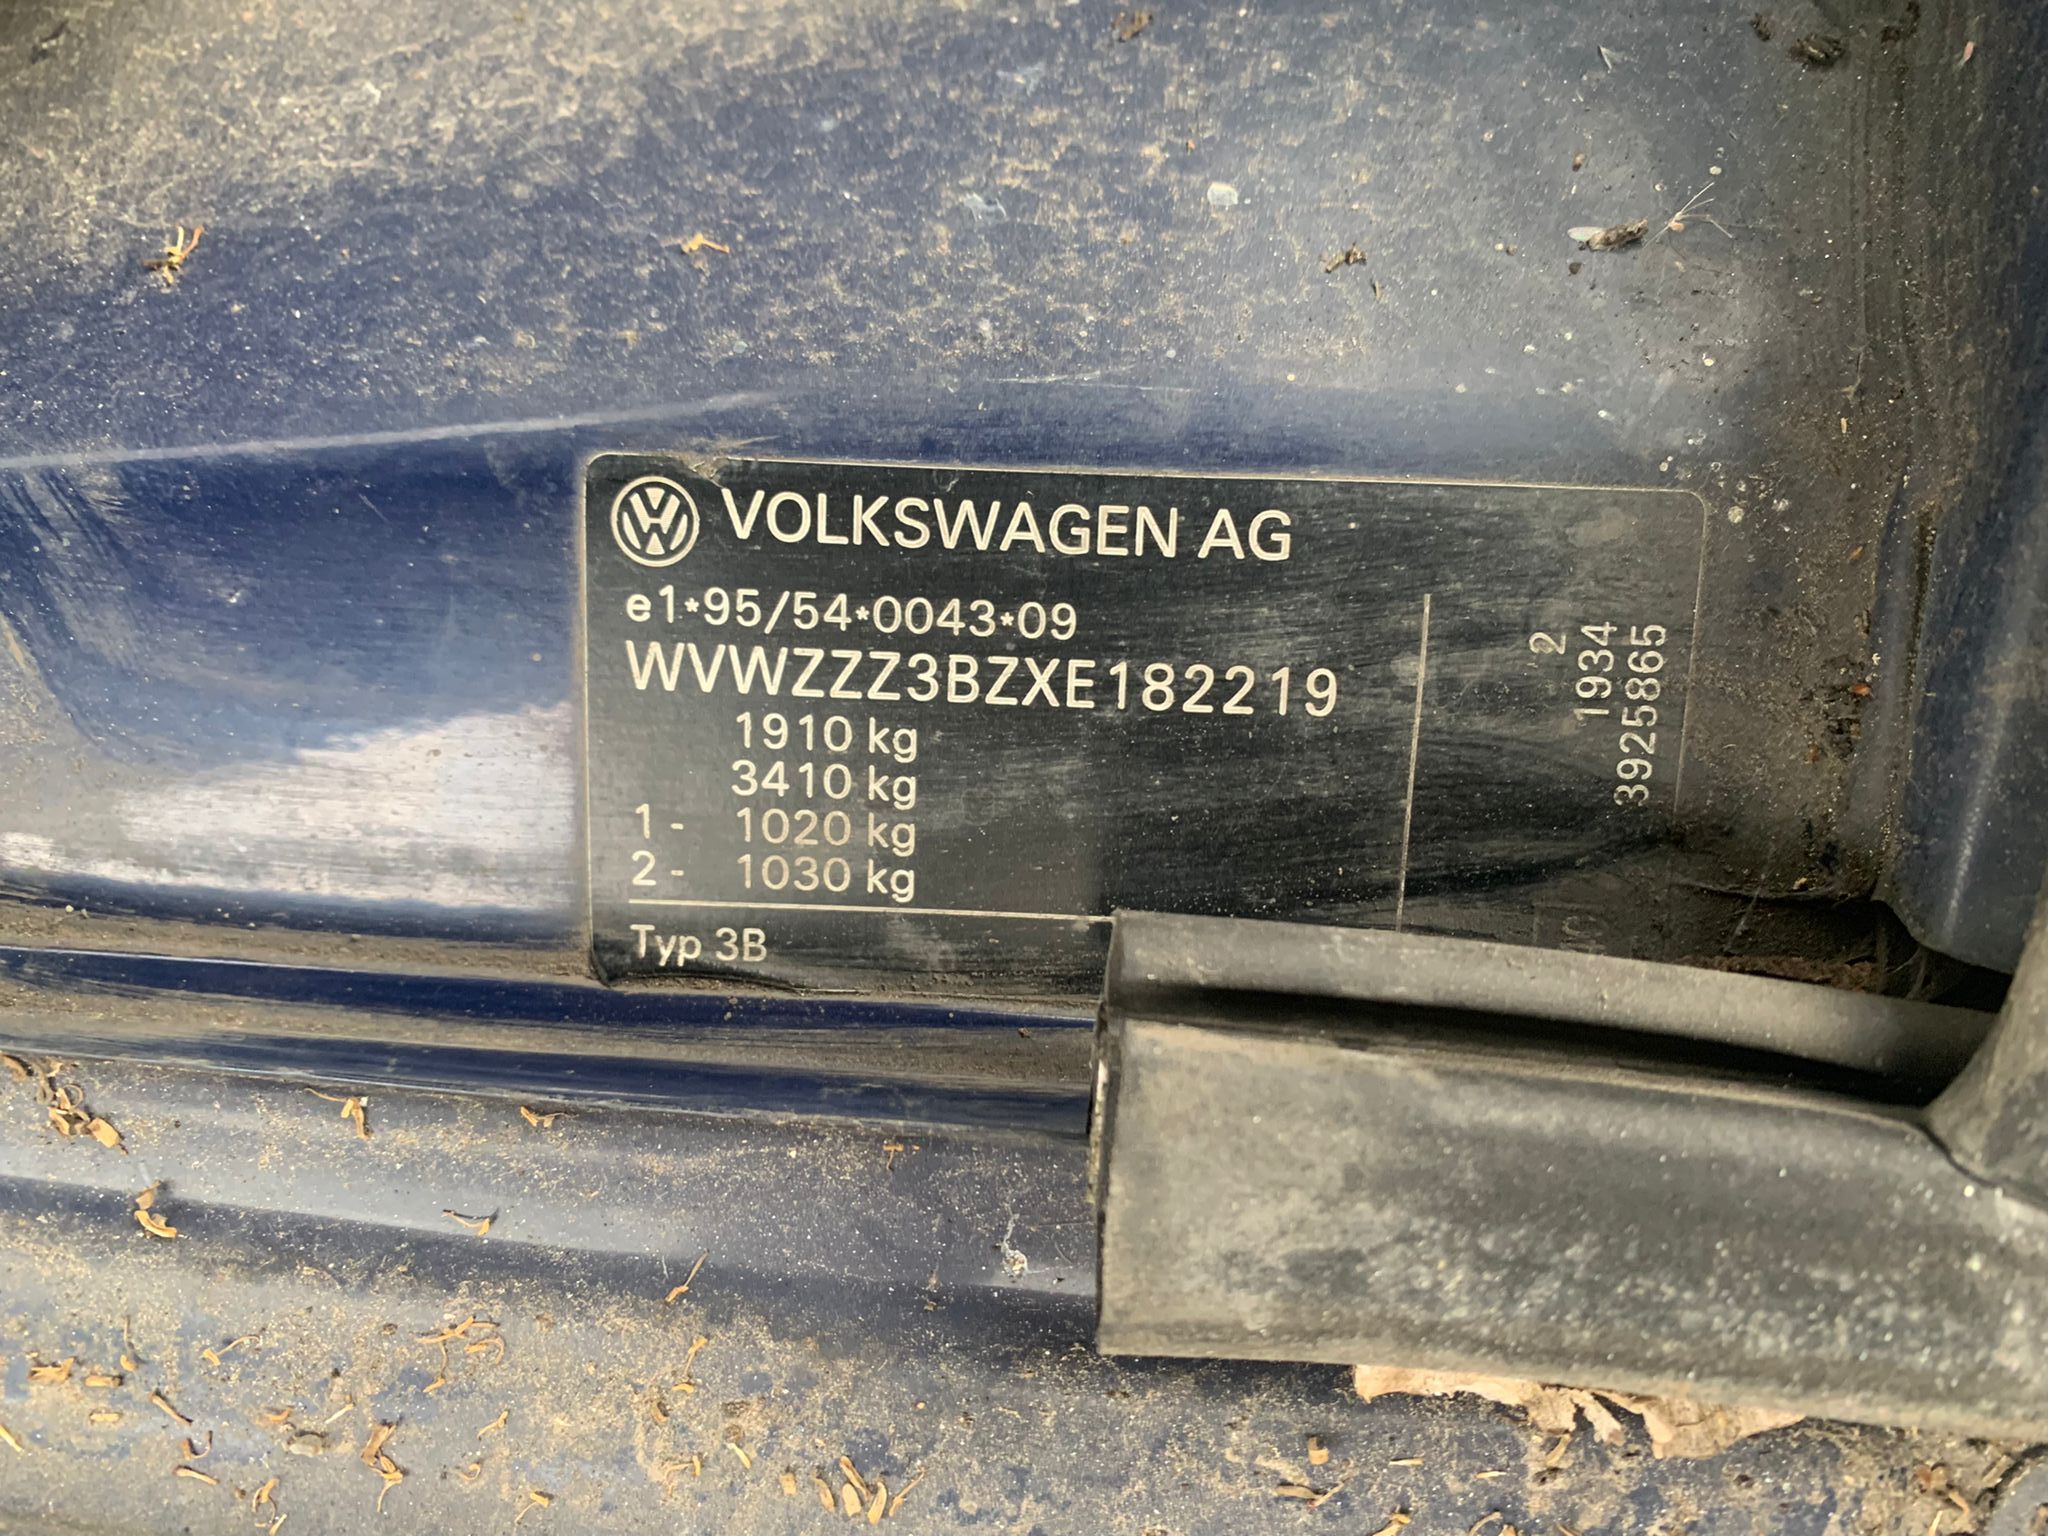 VOLKSWAGEN AG
e1*95/54*0043*09
WVWZZZ3BZXE182219
1910 kg
3410 kg
1- 1020 kg
2- 1030 kg
Typ 3B
2
1934
3925865